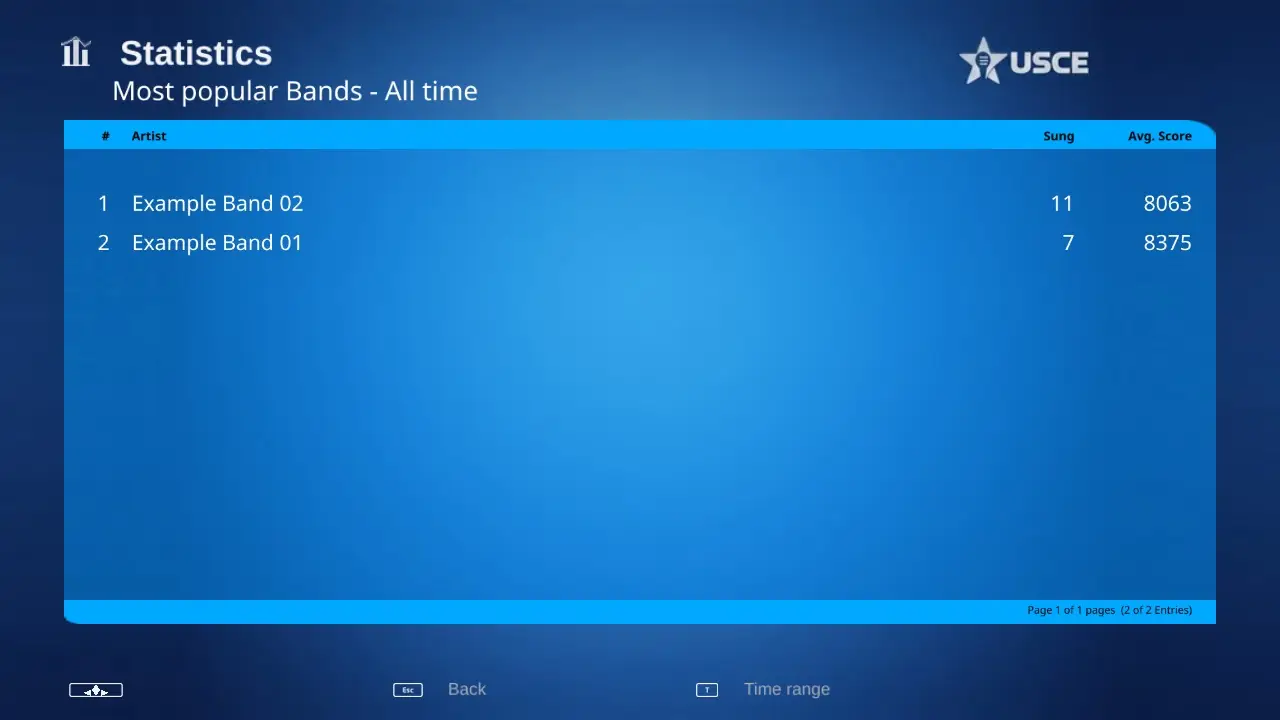 Statistics
USCE
Most popular Bands - All time
# Artist Sung Avg. Score
1 Example Band 02 11 8063
2 Example Band 01 7 8375
Page 1 of 1 pages (2 of 2 Entries)
Esc Back T Time range